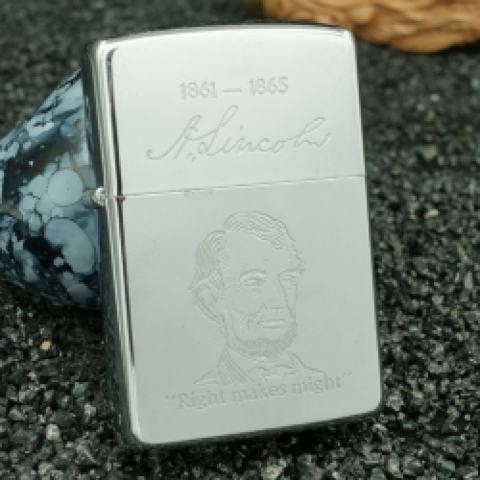 1861 — 1865
A. Lincoln
"Right makes might"